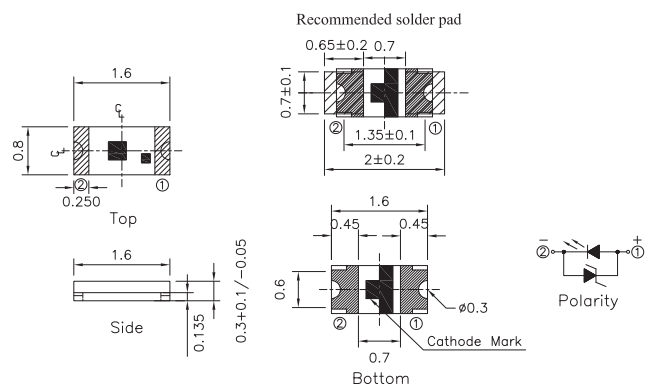 Recommended solder pad
0.65±0.2
0.7
0.7±0.1
②
①
1.35±0.1
2±0.2
1.6
0.8
C
L
C
L
②
①
0.250
Top
1.6
0.45
0.45
0.6
ø0.3
②
①
Cathode Mark
0.7
Bottom
1.6
0.135
0.3+0.1/-0.05
Side
−
+
②
①
Polarity